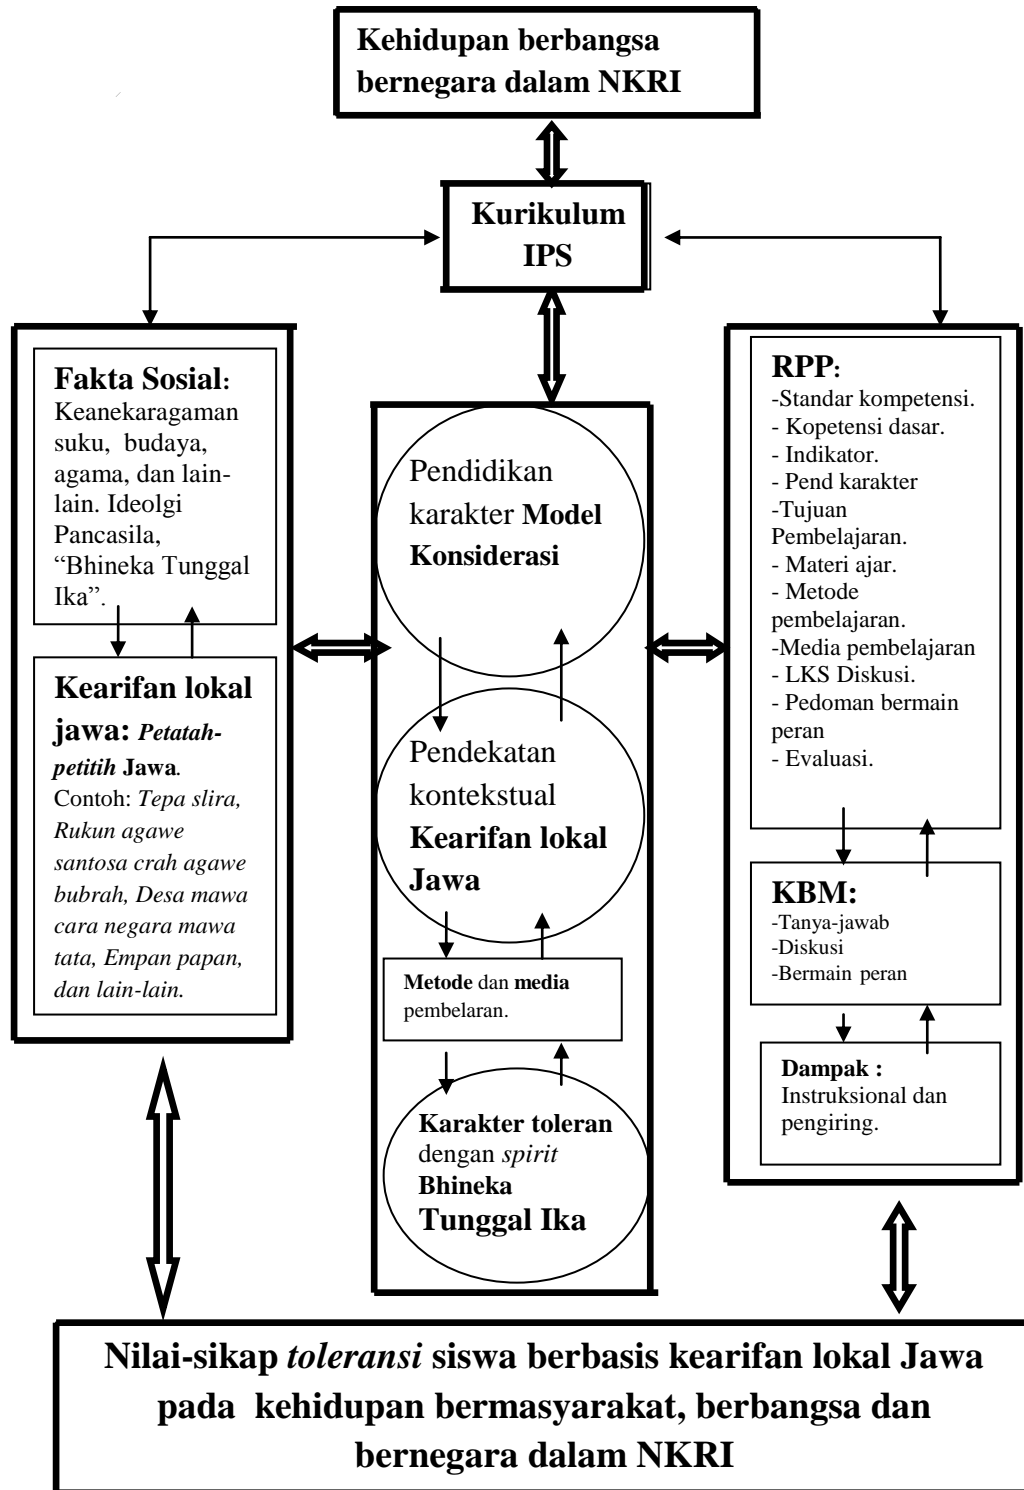 Kehidupan berbangsa
bernegara dalam NKRI
Kurikulum
IPS
Fakta Sosial:
Keanekaragaman
suku, budaya,
agama, dan lain-
lain. Ideolgi
Pancasila,
“Bhineka Tunggal
Ika”.
Kearifan lokal
jawa: Petatah-
petitih Jawa.
Contoh: Tepa slira,
Rukun agawe
santosa crah agawe
bubrah, Desa mawa
cara negara mawa
tata, Empan papan,
dan lain-lain.
Pendidikan
karakter Model
Konsiderasi
Pendekatan
kontekstual
Kearifan lokal
Jawa
Metode dan media
pembelaran.
Karakter toleran
dengan spirit
Bhineka
Tunggal Ika
RPP:
-Standar kompetensi.
- Kopetensi dasar.
- Indikator.
- Pend karakter
-Tujuan
Pembelajaran.
- Materi ajar.
- Metode
pembelajaran.
-Media pembelajaran
- LKS Diskusi.
- Pedoman bermain
peran
- Evaluasi.
KBM:
-Tanya-jawab
-Diskusi
-Bermain peran
Dampak :
Instruksional dan
pengiring.
Nilai-sikap toleransi siswa berbasis kearifan lokal Jawa
pada kehidupan bermasyarakat, berbangsa dan
bernegara dalam NKRI